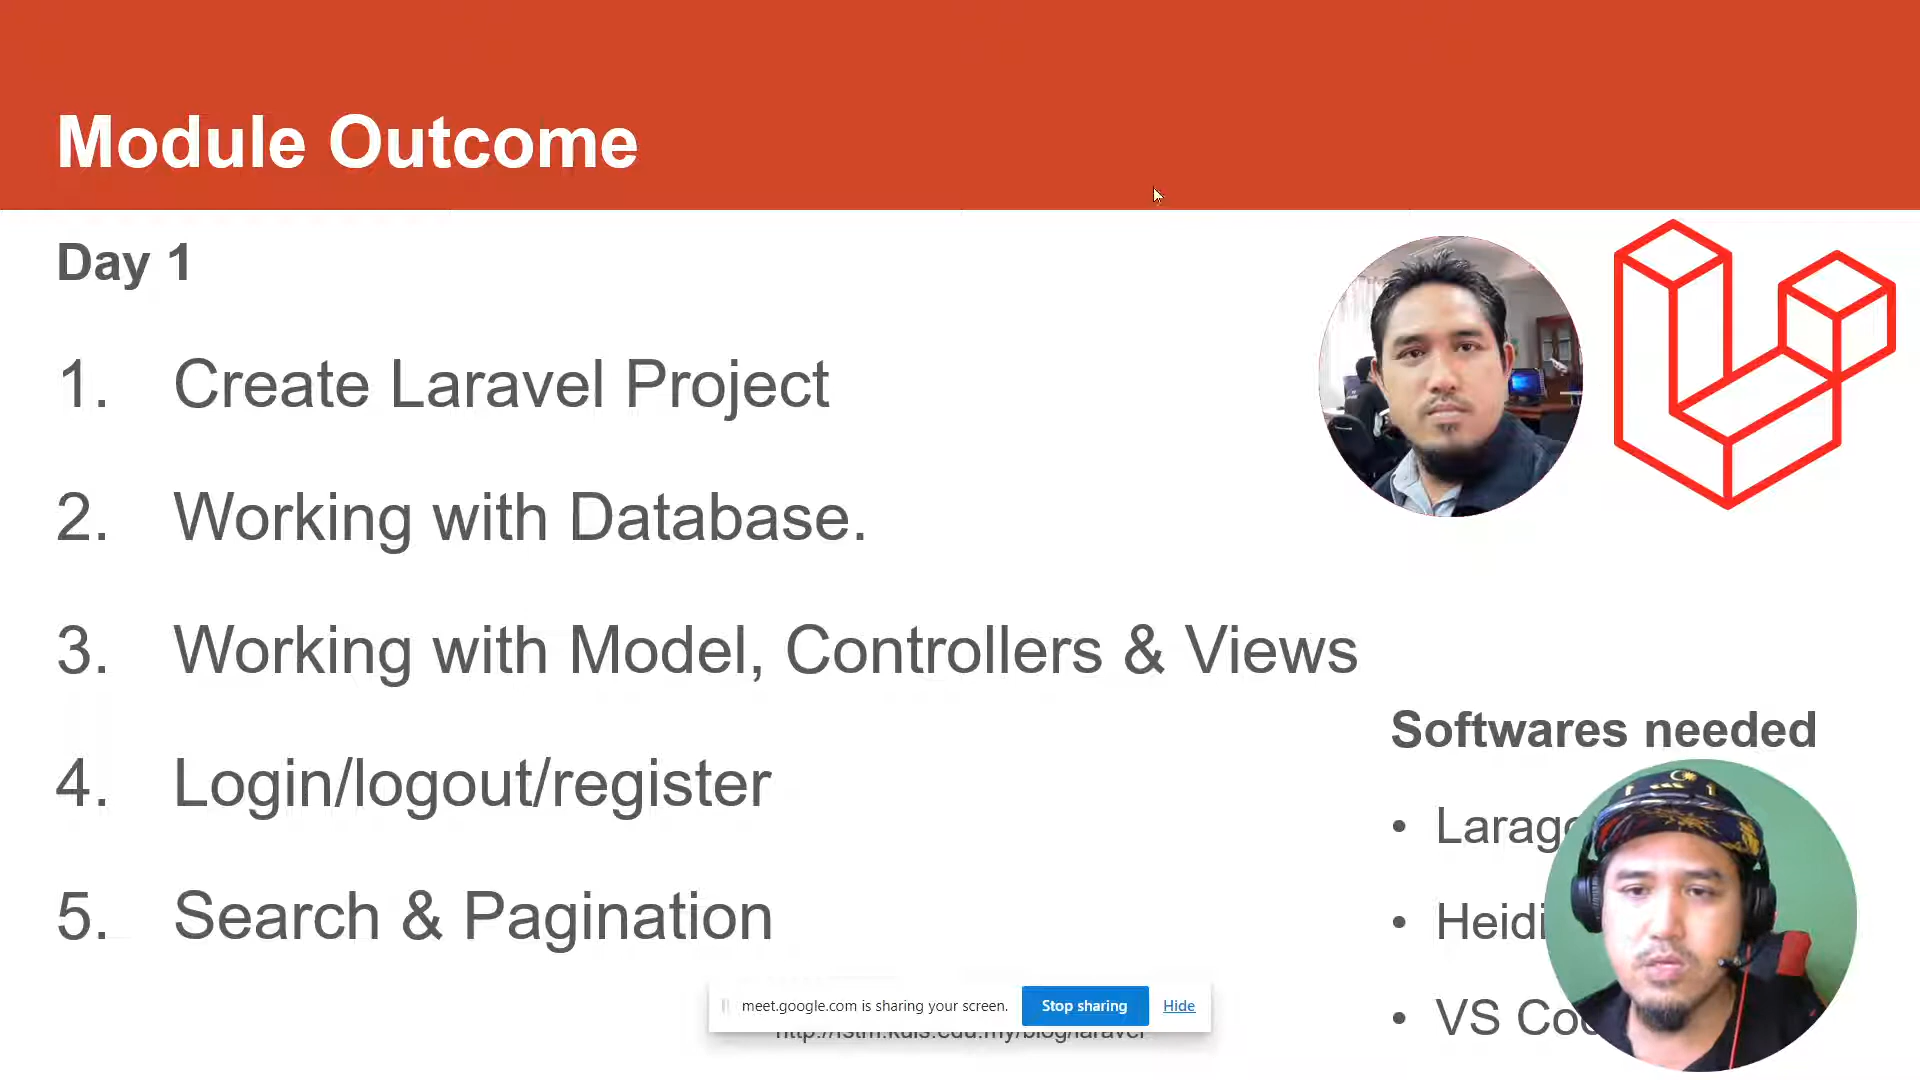 Module Outcome
Day 1
1. Create Laravel Project
2. Working with Database.
3. Working with Model, Controllers & Views
4. Login/logout/register
5. Search & Pagination
Softwares needed
•
•
• VS
meet.google.com is sharing your screen. Stop sharing Hide